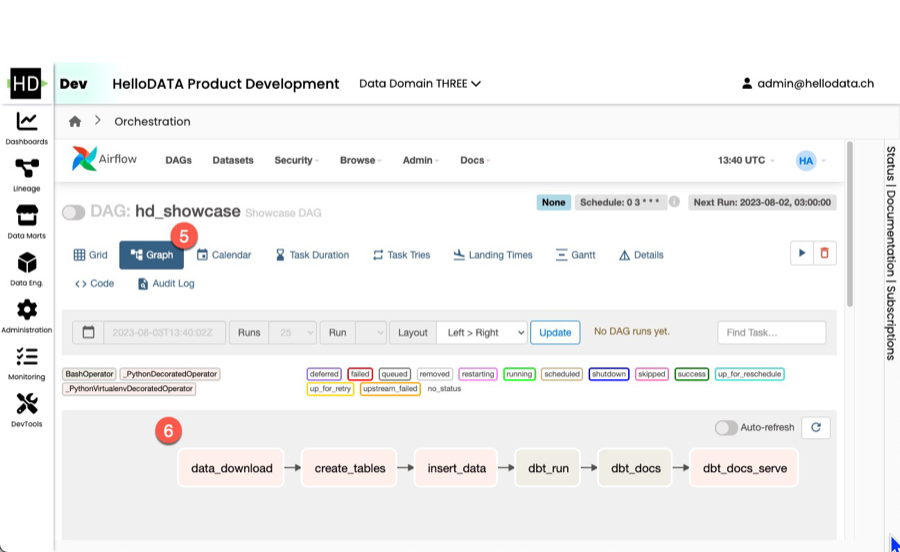 HD
Dev
HelloDATA Product Development
Data Domain THREE
admin@hellodata.ch
Dashboards
Lineage
Data Marts
Data Eng.
Administration
Monitoring
DevTools
Orchestration
Airflow
DAGs
Datasets
Security
Browse
Admin
Docs
13:40 UTC
HA
DAG: hd_showcase Showcase DAG
None
Schedule: 0 3 * * *
Next Run: 2023-08-02, 03:00:00
5
Grid
Graph
Calendar
Task Duration
Task Tries
Landing Times
Gantt
Details
Code
Audit Log
2023-08-03T13:40:02Z
Runs
25
Run
Layout
Left > Right
Update
No DAG runs yet.
Find Task...
BashOperator
_PythonDecoratedOperator
_PythonVirtualenvDecoratedOperator
deferred
failed
queued
removed
restarting
running
scheduled
shutdown
skipped
success
up_for_reschedule
up_for_retry
upstream_failed
no_status
6
Auto-refresh
data_download
create_tables
insert_data
dbt_run
dbt_docs
dbt_docs_serve
Status | Documentation | Subscriptions